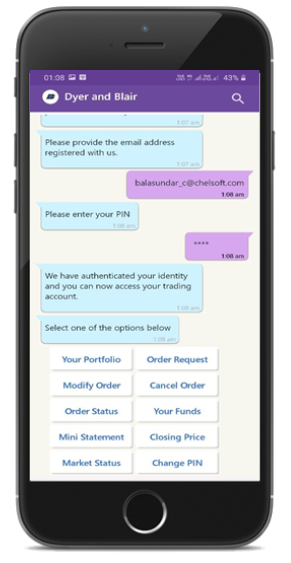 01:08 43%
Dyer and Blair
1:07 am
Please provide the email address
registered with us.
1:07 am
balasundar_c@chelsoft.com
1:08 am
Please enter your PIN
1:08 am
****
1:08 am
We have authenticated your identity
and you can now access your trading
account.
1:08 am
Select one of the options below
1:08 am
Your Portfolio Order Request
Modify Order Cancel Order
Order Status Your Funds
Mini Statement Closing Price
Market Status Change PIN